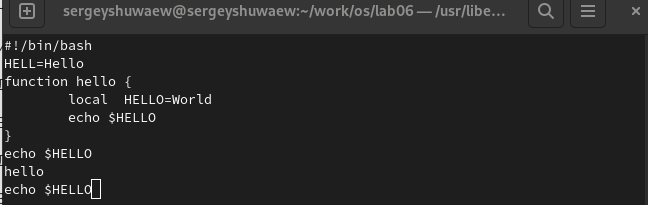 sergeyshuwaew@sergeyshuwaew:~/work/os/lab06 — /usr/libe...
#!/bin/bash
HELL=Hello
function hello {
        local  HELLO=World
        echo $HELLO
}
echo $HELLO
hello
echo $HELLO